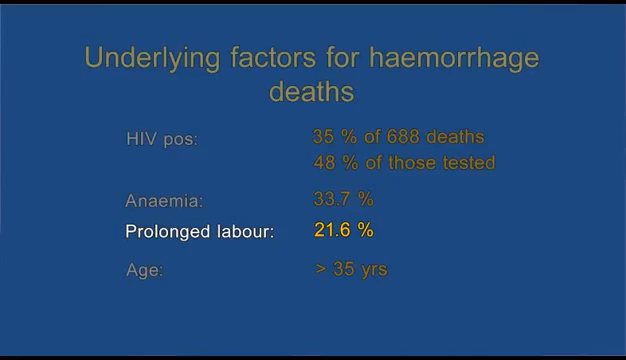 Underlying factors for haemorrhage
deaths
HIV pos: 35 % of 688 deaths
48 % of those tested
Anaemia: 33.7 %
Prolonged labour: 21.6 %
Age: > 35 yrs